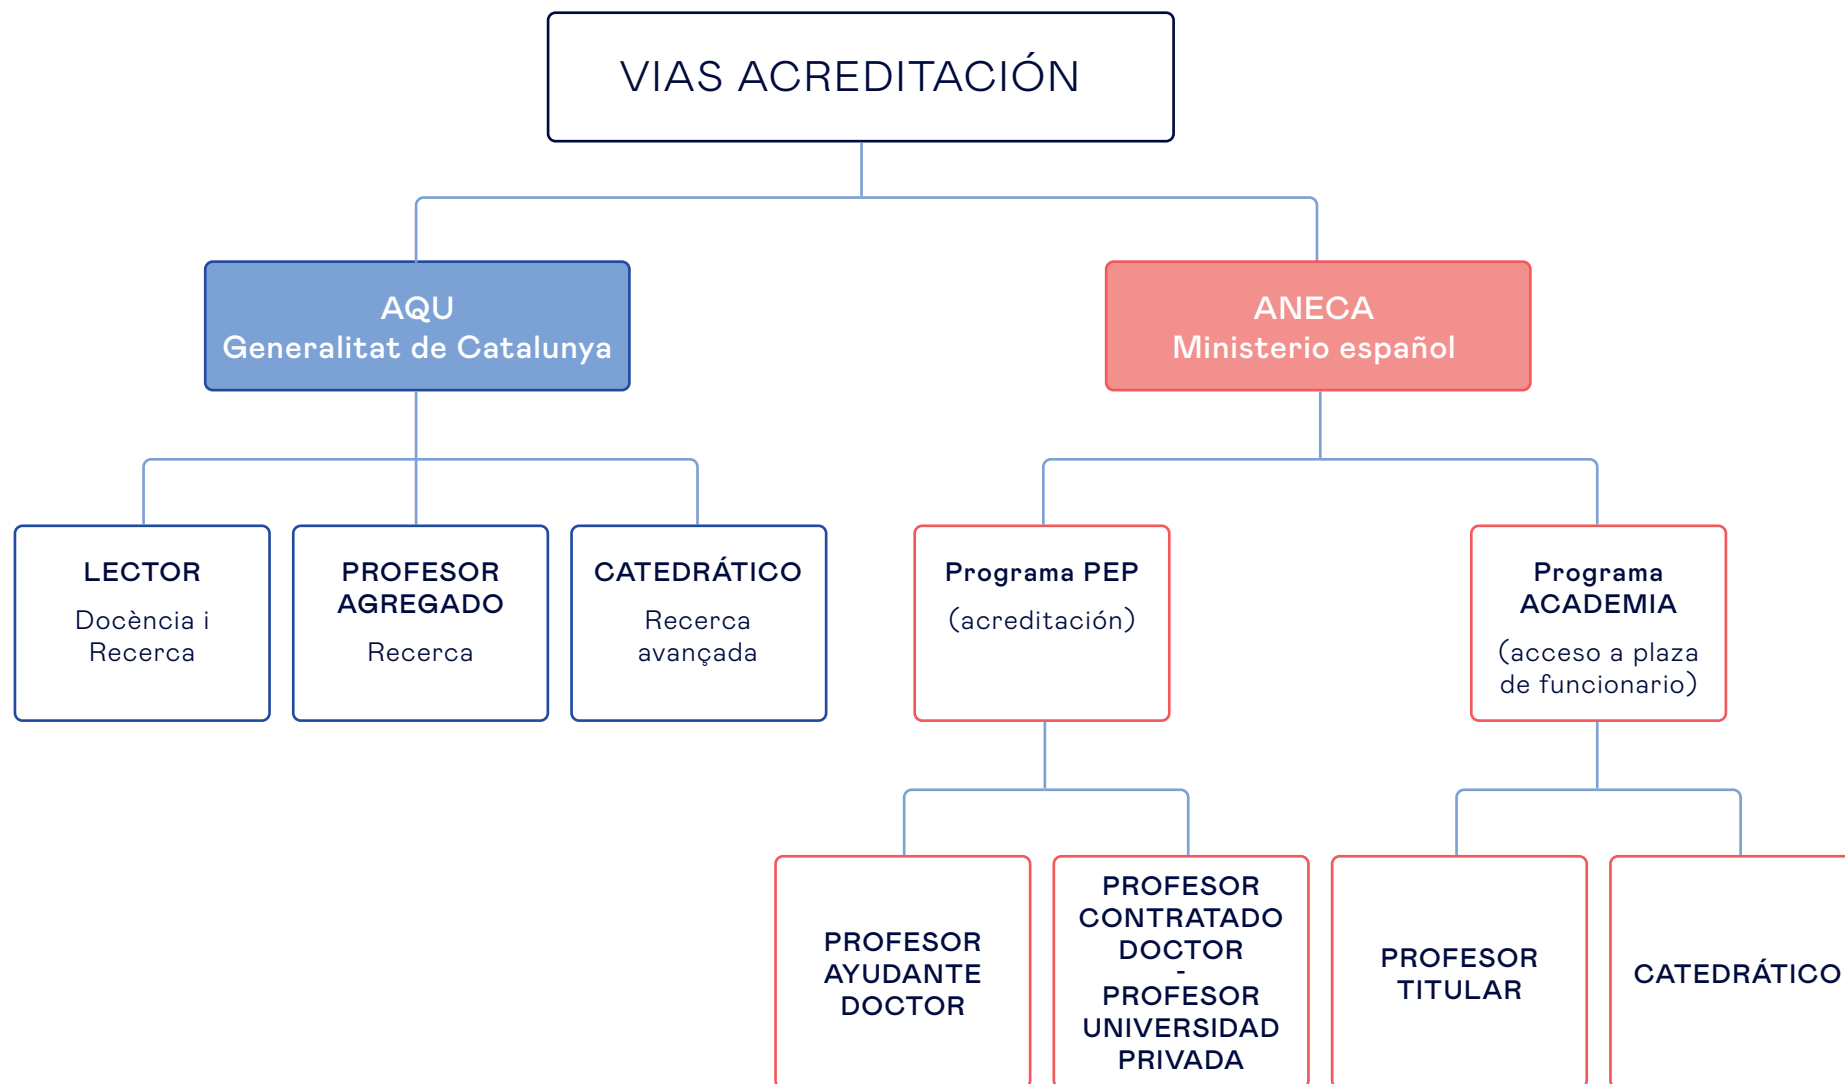 VIAS ACREDITACIÓN
AQU
Generalitat de Catalunya
ANECA
Ministerio español
LECTOR
Docència i
Recerca
PROFESOR
AGREGADO
Recerca
CATEDRÁTICO
Recerca
avançada
Programa PEP
(acreditación)
Programa
ACADEMIA
(acceso a plaza
de funcionario)
PROFESOR
AYUDANTE
DOCTOR
PROFESOR
CONTRATADO
DOCTOR
-
PROFESOR
UNIVERSIDAD
PRIVADA
PROFESOR
TITULAR
CATEDRÁTICO